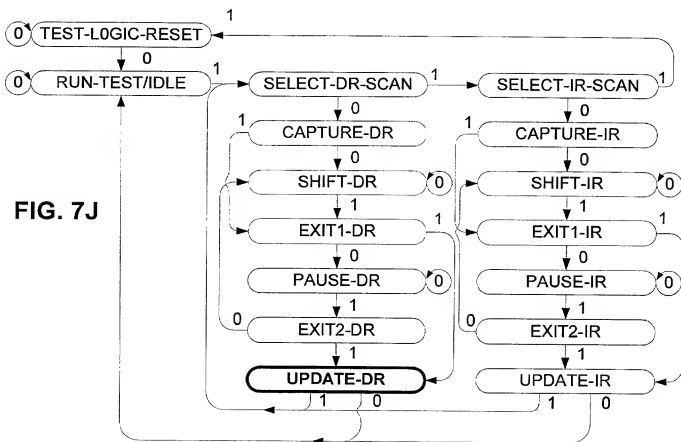 1
0 TEST-L0GIC-RESET
0
0 RUN-TEST/IDLE 1 SELECT-DR-SCAN 1 SELECT-IR-SCAN 1
0 0
1 CAPTURE-DR 1 CAPTURE-IR
0 0
SHIFT-DR 0 SHIFT-IR 0
1 1
FIG. 7J
EXIT1-DR 1 EXIT1-IR 1
0 0
PAUSE-DR 0 PAUSE-IR 0
1 1
0 EXIT2-DR 0 EXIT2-IR
1 1
UPDATE-DR UPDATE-IR
1 0 1 0